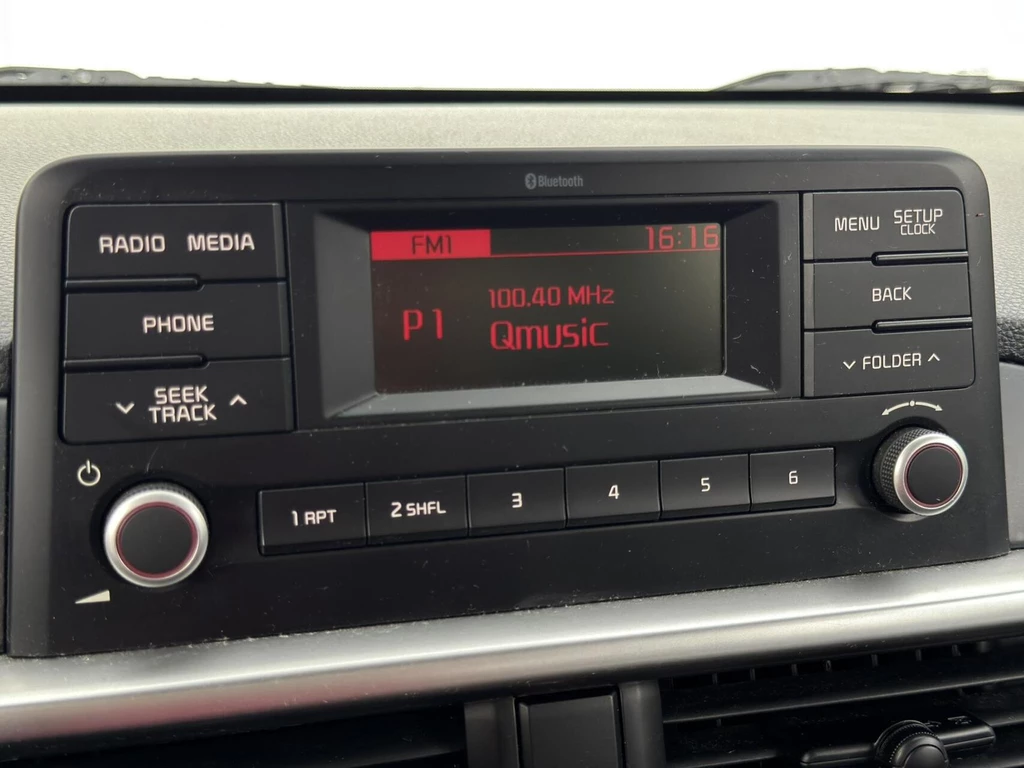 Bluetooth
RADIO MEDIA
PHONE
SEEK
TRACK
FM1 16:16
100.40 MHz
P1
Qmusic
MENU SETUP
CLOCK
BACK
FOLDER
1 RPT 2 SHFL 3 4 5 6